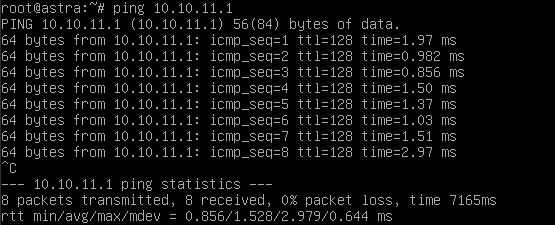 root@astra:~# ping 10.10.11.1
PING 10.10.11.1 (10.10.11.1) 56(84) bytes of data.
64 bytes from 10.10.11.1: icmp_seq=1 ttl=128 time=1.97 ms
64 bytes from 10.10.11.1: icmp_seq=2 ttl=128 time=0.982 ms
64 bytes from 10.10.11.1: icmp_seq=3 ttl=128 time=0.856 ms
64 bytes from 10.10.11.1: icmp_seq=4 ttl=128 time=1.50 ms
64 bytes from 10.10.11.1: icmp_seq=5 ttl=128 time=1.37 ms
64 bytes from 10.10.11.1: icmp_seq=6 ttl=128 time=1.03 ms
64 bytes from 10.10.11.1: icmp_seq=7 ttl=128 time=1.51 ms
64 bytes from 10.10.11.1: icmp_seq=8 ttl=128 time=2.97 ms
^C
--- 10.10.11.1 ping statistics ---
8 packets transmitted, 8 received, 0% packet loss, time 7165ms
rtt min/avg/max/mdev = 0.856/1.528/2.979/0.644 ms